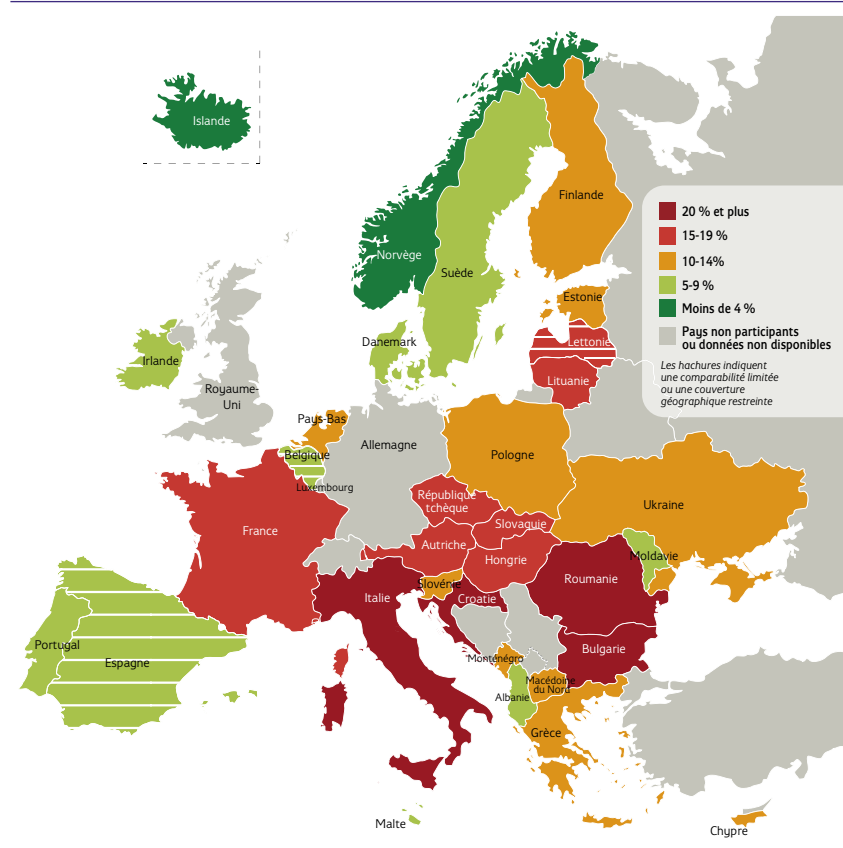 Islande
Finlande
20 % et plus
15-19 %
10-14%
5-9 %
Moins de 4 %
Pays non participants
ou données non disponibles
Les hachures indiquent
une comparabilité limitée
ou une couverture
géographique restreinte
Norvège
Suède
Estonie
Lettonie
Lituanie
Danemark
Irlande
Royaume-
Uni
Pays-Bas
Allemagne
Belgique
Luxembourg
Pologne
Ukraine
République
tchèque
Slovaquie
France
Autriche
Hongrie
Moldavie
Roumanie
Slovénie
Italie
Croatie
Portugal
Espagne
Bulgarie
Monténégro
Macédoine
du Nord
Albanie
Grèce
Malte
Chypre